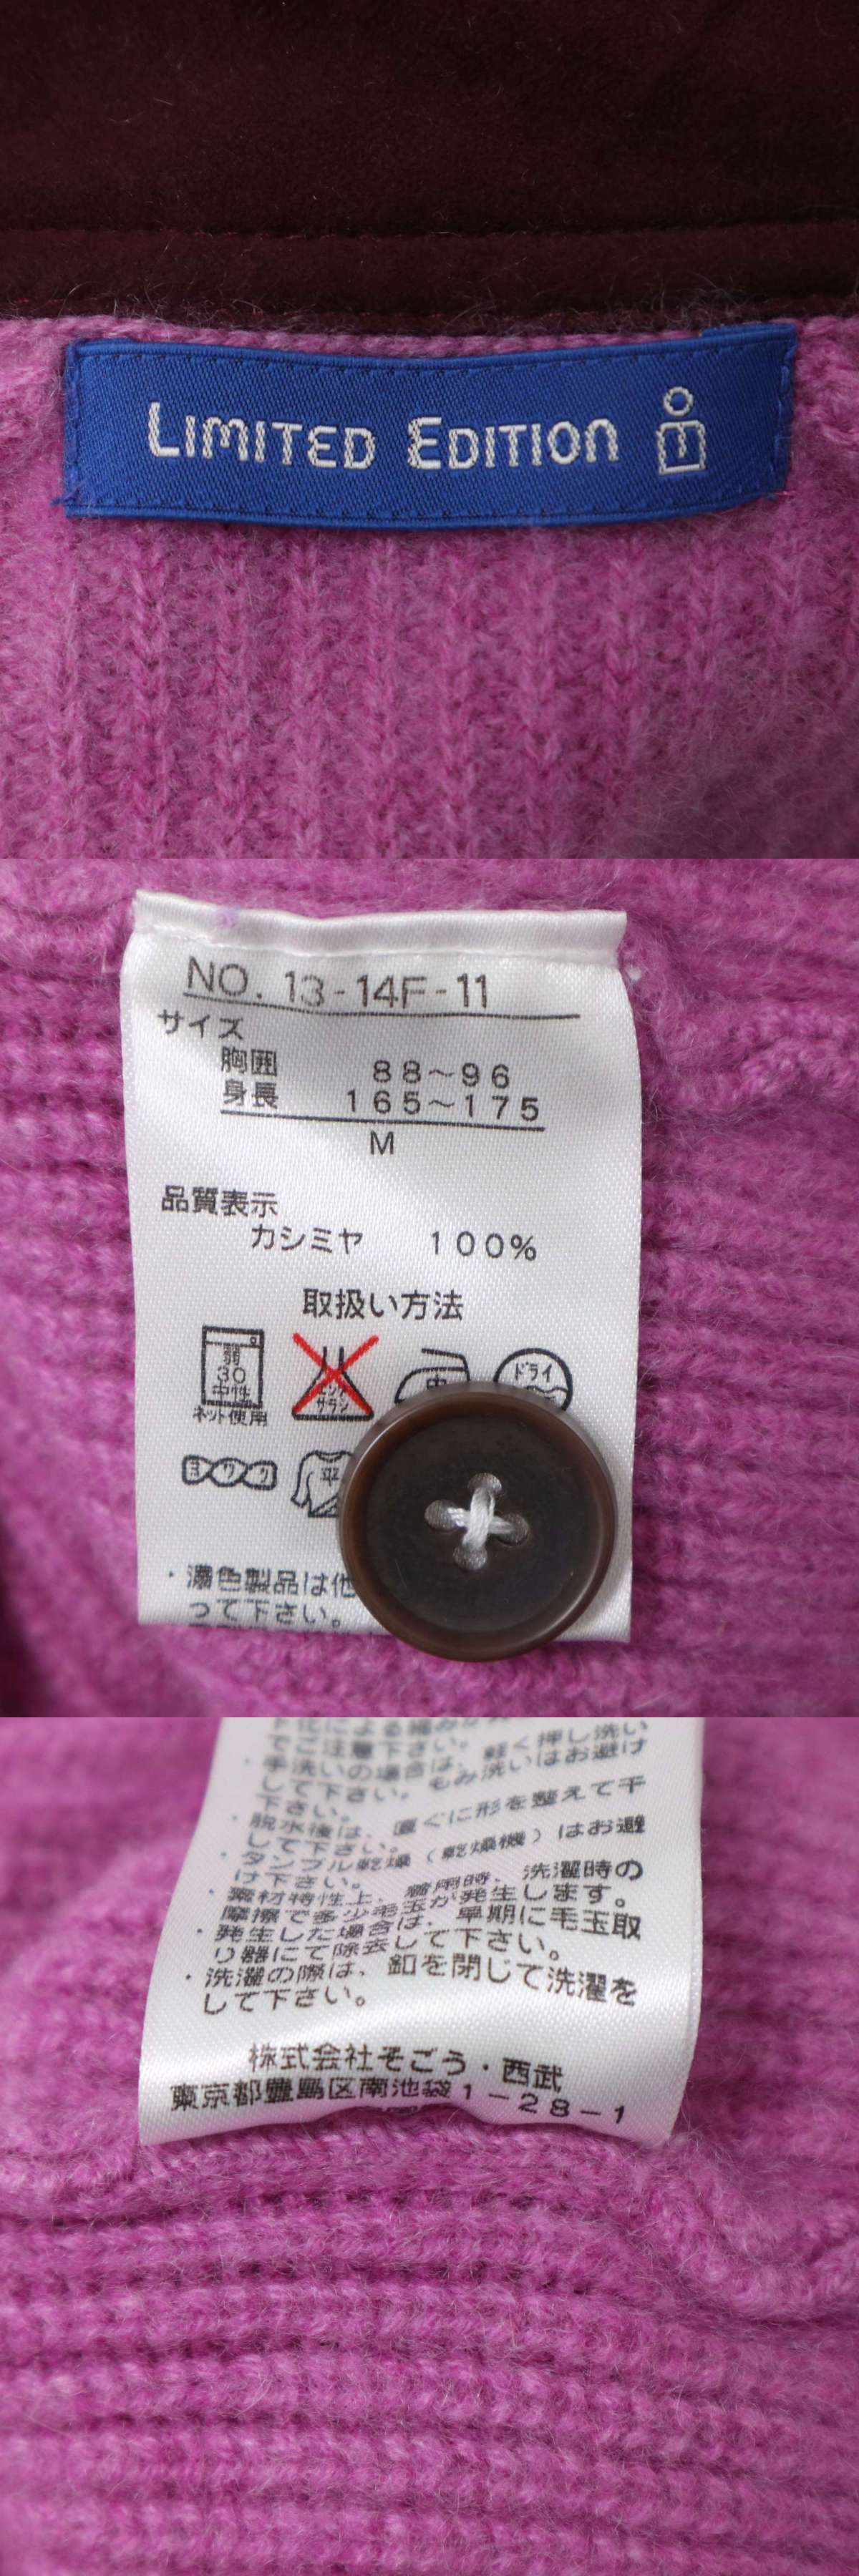 LIMITED EDITION
NO. 13-14F-11
サイズ
胸囲 88～96
身長 165～175
M
品質表示
カシミヤ 100%
取扱い方法
弱
30
中性
ネット使用
エンソ
サラシ
中
ドライ
ヨワク
平
・濃色製品は他
って下さい。
でご注意下さい。
・手洗いの場合は、軽く押し洗い
して下さい。もみ洗いはお避け
下さい。
・脱水後は、直ぐに形を整えて干
して下さい。
・タンブル乾燥（乾燥機）はお避
け下さい。
・素材特性上、着用時、洗濯時の
摩擦で多少毛玉が発生します。
・発生した場合は、早期に毛玉取
り器にて除去して下さい。
・洗濯の際は、釦を閉じて洗濯を
して下さい。
株式会社そごう・西武
東京都豊島区南池袋1-28-1